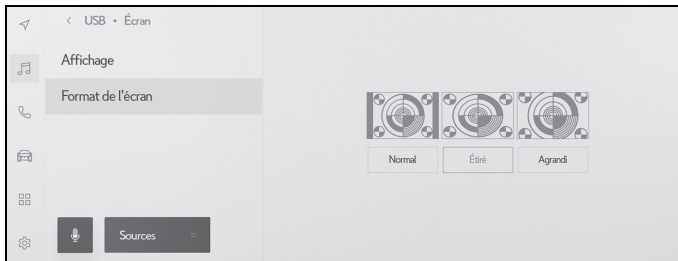 USB • Écran
Affichage
Format de l'écran
Normal
Étiré
Agrandi
Sources